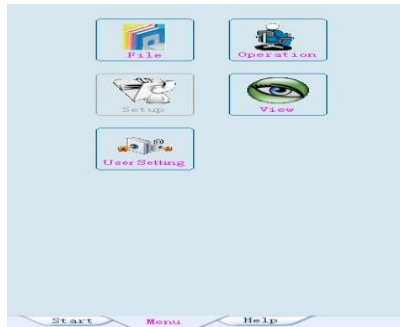 File
Operation
Setup
View
User Setting
Start
Menu
Help